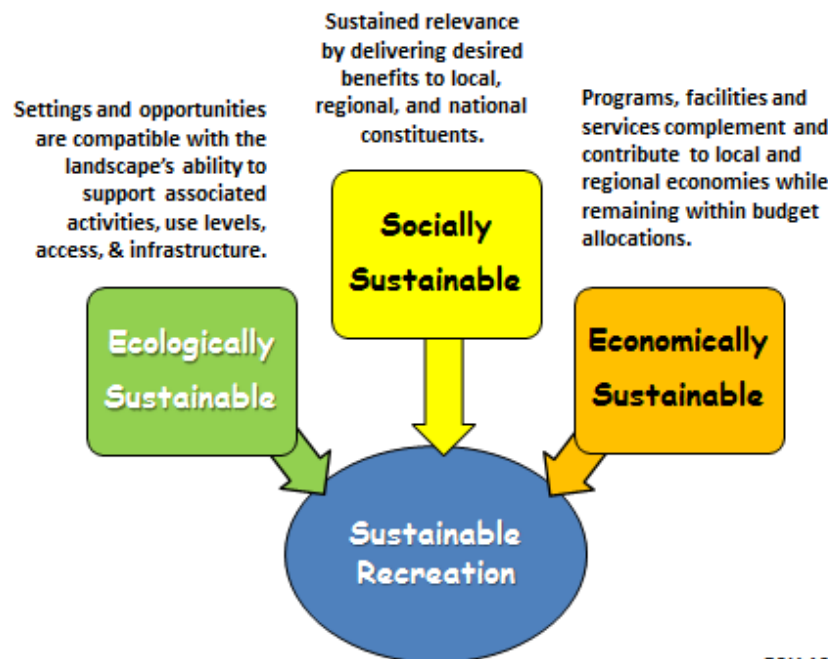 Sustained relevance
by delivering desired
benefits to local,
regional, and national
constituents.
Settings and opportunities
are compatible with the
landscape's ability to
support associated
activities, use levels,
access, & infrastructure.
Programs, facilities and
services complement and
contribute to local and
regional economies while
remaining within budget
allocations.
Ecologically
Sustainable
Socially
Sustainable
Economically
Sustainable
Sustainable
Recreation